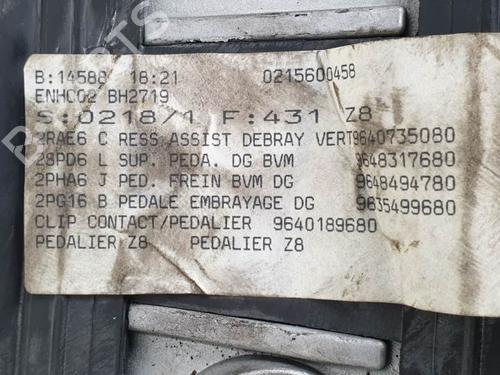 B:14588 18:21 0215600458
ENHC02 BH2719
S:0218/1 F:431 Z8
2RAE6 C RESS ASSIST DEBRAY VERT9640735080
28PD6 L SUP. PEDA. DG BVM 9648317680
2PHA6 J PED. FREIN BVM DG 9648494780
2PG16 B PEDALE EMBRAYAGE DG 9635499680
CLIP CONTACT/PEDALIER 9640189680
PEDALIER Z8 PEDALIER Z8